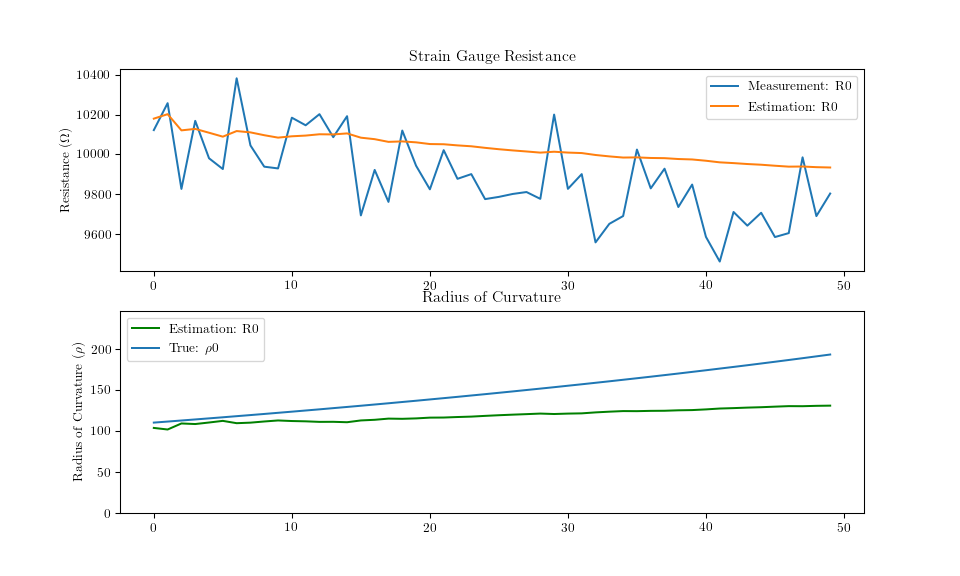 Strain Gauge Resistance
Resistance (Ω)
10400
10200
10000
9800
9600
Measurement: R0
Estimation: R0
0 10 20 30 40 50
Radius of Curvature
Radius of Curvature (ρ)
200
150
100
50
0
Estimation: R0
True: ρ0
0 10 20 30 40 50